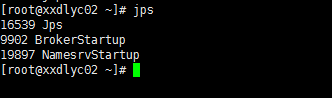 [root@xxdlyc02 ~]# jps
16539 Jps
9902 BrokerStartup
19897 NamesrvStartup
[root@xxdlyc02 ~]#